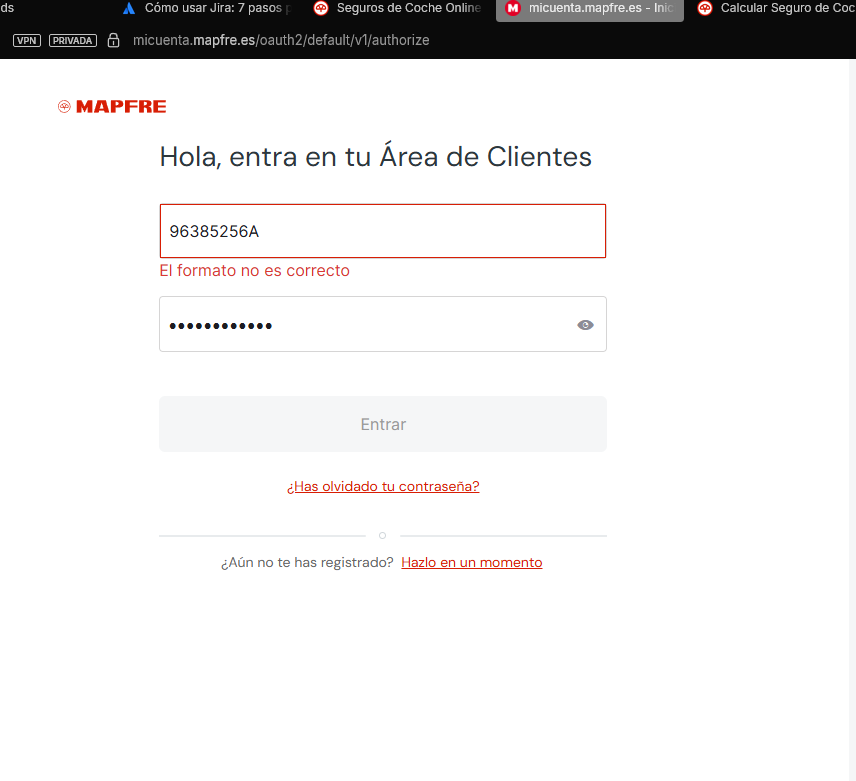 ds
Cómo usar Jira: 7 pasos
Seguros de Coche Online
micuenta.mapfre.es - Inic
Calcular Seguro de Coc
VPN PRIVADA micuenta.mapfre.es/oauth2/default/v1/authorize
MAPFRE
Hola, entra en tu Área de Clientes
96385256A
El formato no es correcto
Entrar
¿Has olvidado tu contraseña?
¿Aún no te has registrado? Hazlo en un momento